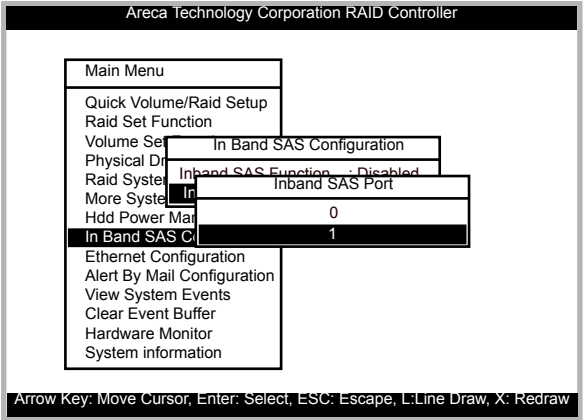 Areca Technology Corporation RAID Controller
Main Menu
Quick Volume/Raid Setup
Raid Set Function
Volume Set
Physical Dr
Raid System
More Syste
Hdd Power Man
In Band SAS Co
Ethernet Configuration
Alert By Mail Configuration
View System Events
Clear Event Buffer
Hardware Monitor
System information
In Band SAS Configuration
Inband SAS Function : Disabled
In
Inband SAS Port
0
1
Arrow Key: Move Cursor, Enter: Select, ESC: Escape, L:Line Draw, X: Redraw